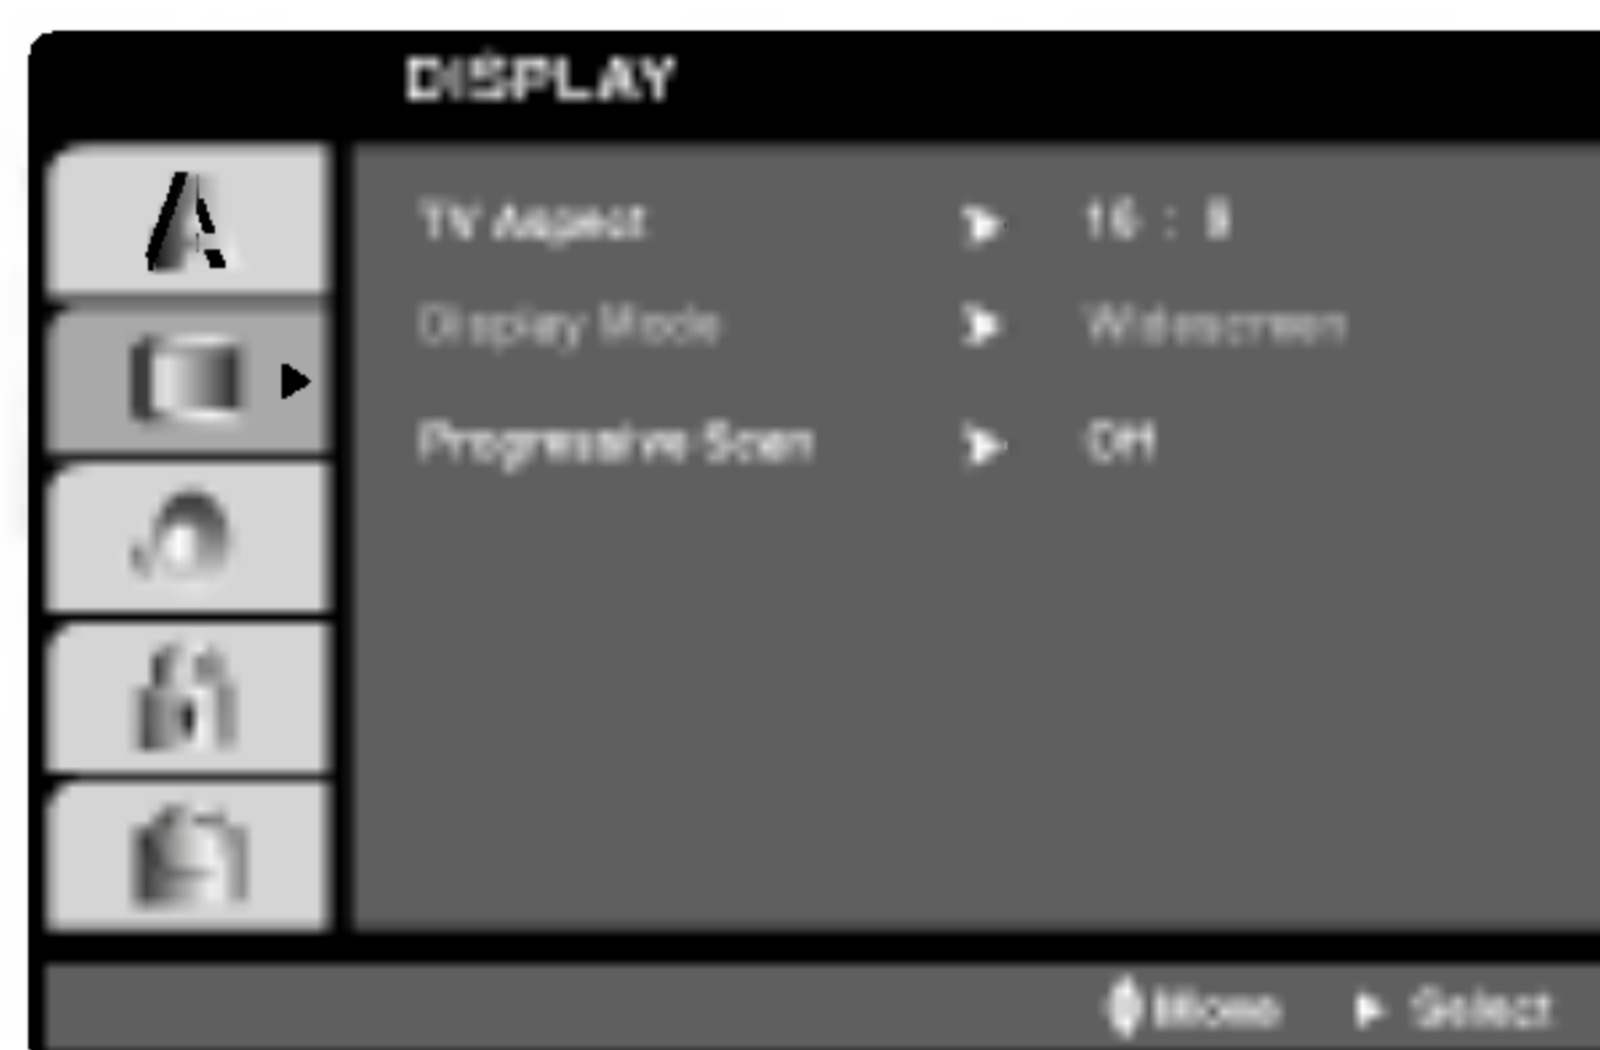 DISPLAY
TV Aspect 16 : 9
Display Mode Widescreen
Progressive Scan Off
Move Select